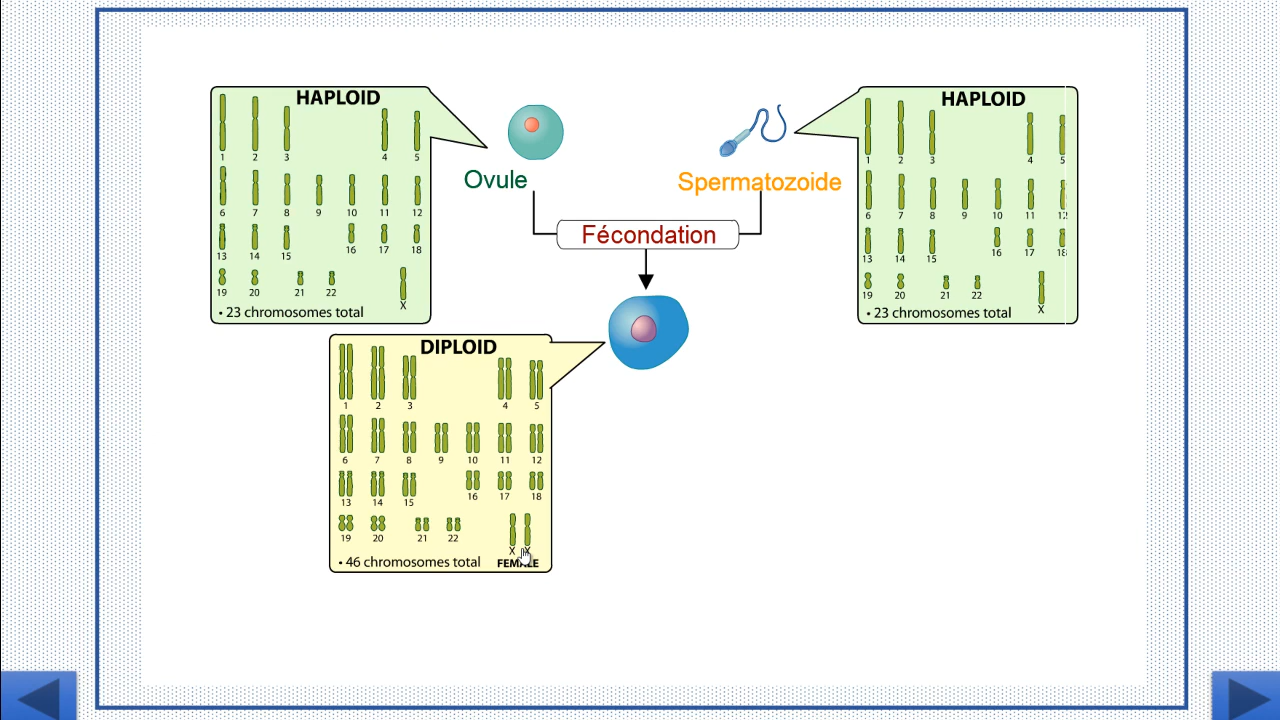 HAPLOID
1 2 3 4 5
6 7 8 9 10 11 12
13 14 15 16 17 18
19 20 21 22 X
• 23 chromosomes total
Ovule
Spermatozoide
HAPLOID
1 2 3 4 5
6 7 8 9 10 11 12
13 14 15 16 17 18
19 20 21 22 X
• 23 chromosomes total
Fécondation
DIPLOID
1 2 3 4 5
6 7 8 9 10 11 12
13 14 15 16 17 18
19 20 21 22 X X
• 46 chromosomes total FEMALE